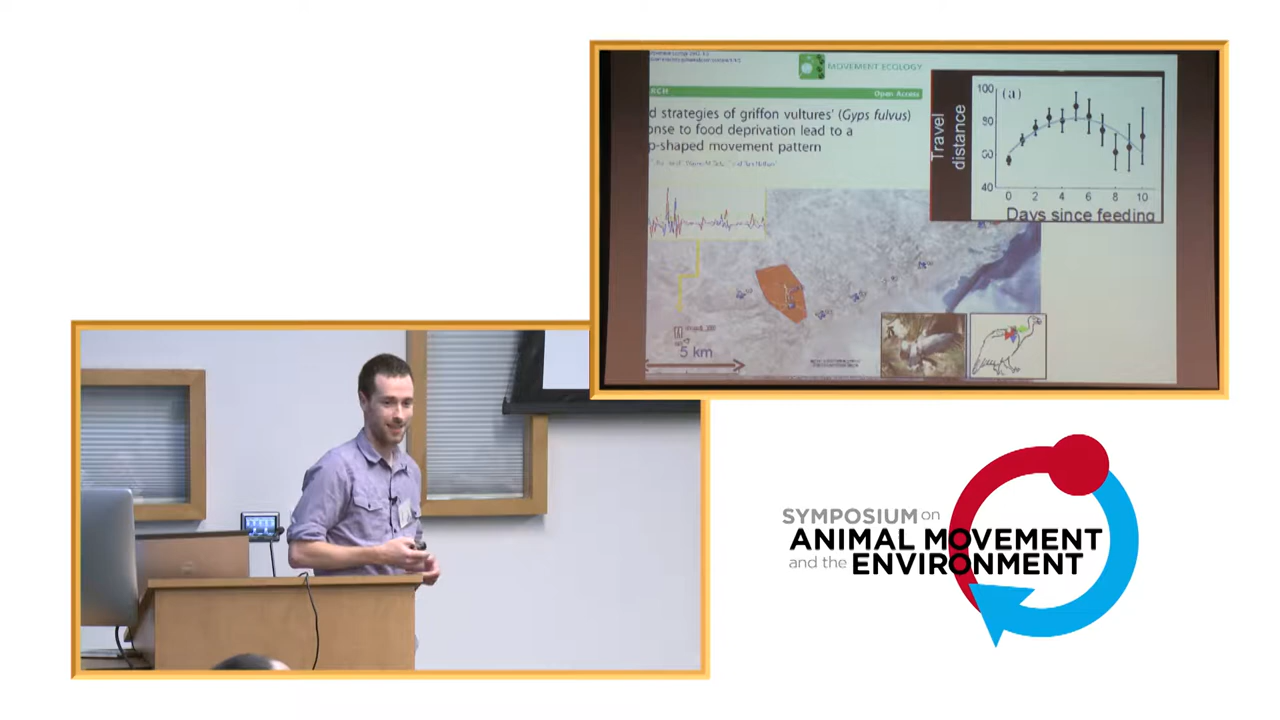 MOVEMENT ECOLOGY
RCH
Open Access
d strategies of griffon vultures' (Gyps fulvus)
onse to food deprivation lead to a
p-shaped movement pattern
(a)
Travel
distance
100
80
60
40
0 2 4 6 8 10
Days since feeding
5 km
SYMPOSIUM on
ANIMAL MOVEMENT
and the ENVIRONMENT